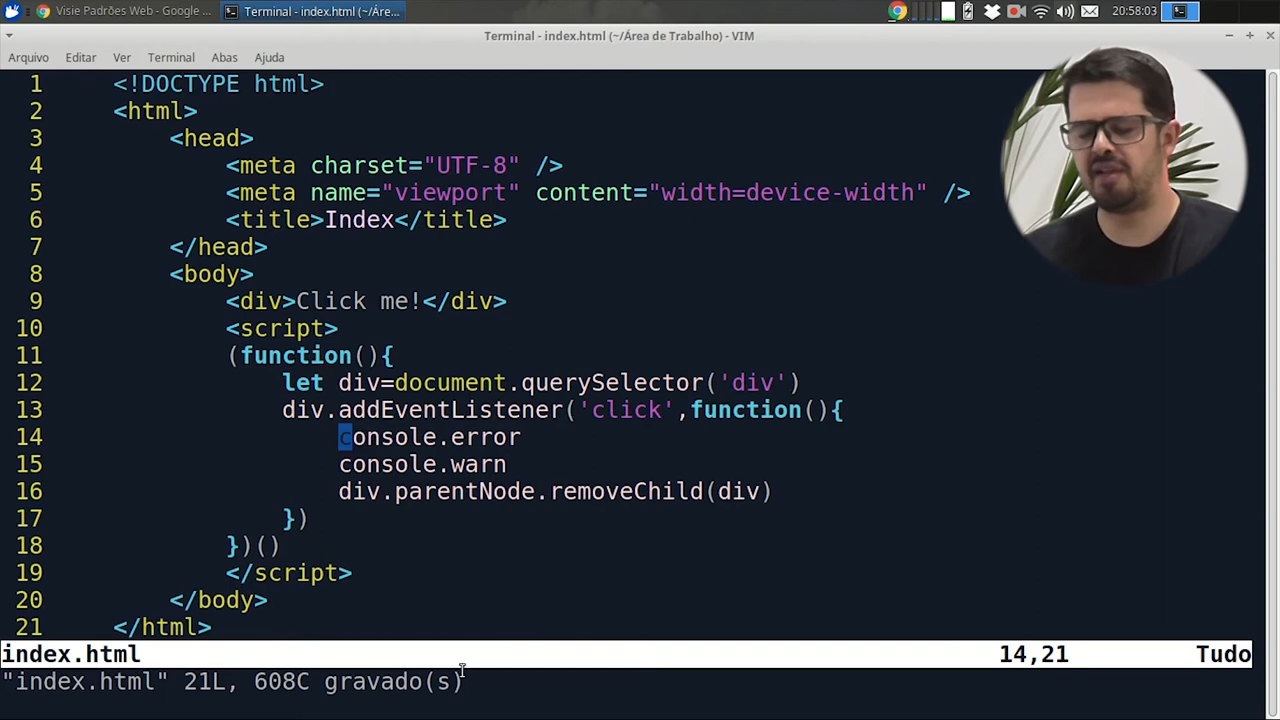 Visie Padrões Web - Google ...
Terminal - index.html (~/Áre...
20:58:03
Terminal - index.html (~/Área de Trabalho) - VIM
Arquivo Editar Ver Terminal Abas Ajuda
1 <!DOCTYPE html>
2 <html>
3 <head>
4 <meta charset="UTF-8" />
5 <meta name="viewport" content="width=device-width" />
6 <title>Index</title>
7 </head>
8 <body>
9 <div>Click me!</div>
10 <script>
11 (function(){
12 let div=document.querySelector('div')
13 div.addEventListener('click',function(){
14 console.error
15 console.warn
16 div.parentNode.removeChild(div)
17 })
18 })()
19 </script>
20 </body>
21 </html>
index.html 14,21 Tudo
"index.html" 21L, 608C gravado(s)